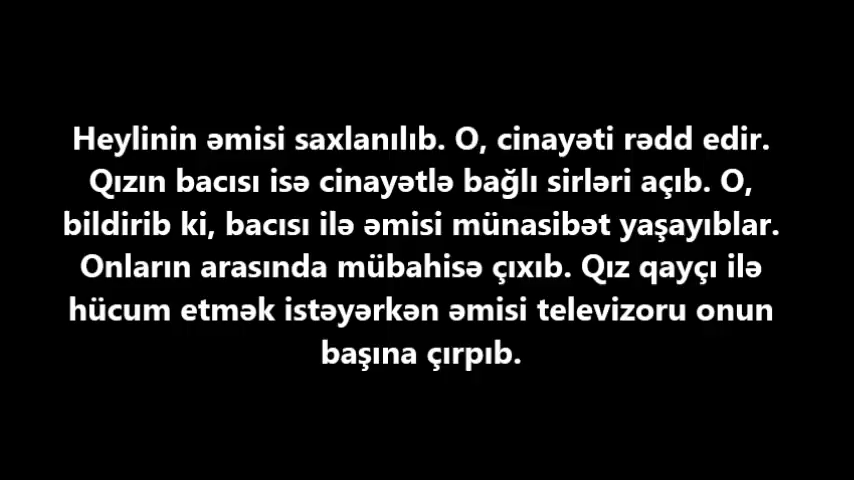 Heylinin əmisi saxlanılıb. O, cinayəti rədd edir.
Qızın bacısı isə cinayətlə bağlı sirləri açıb. O,
bildirib ki, bacısı ilə əmisi münasibət yaşayıblar.
Onların arasında mübahisə çıxıb. Qız qayçı ilə
hücum etmək istəyərkən əmisi televizoru onun
başına çırpıb.